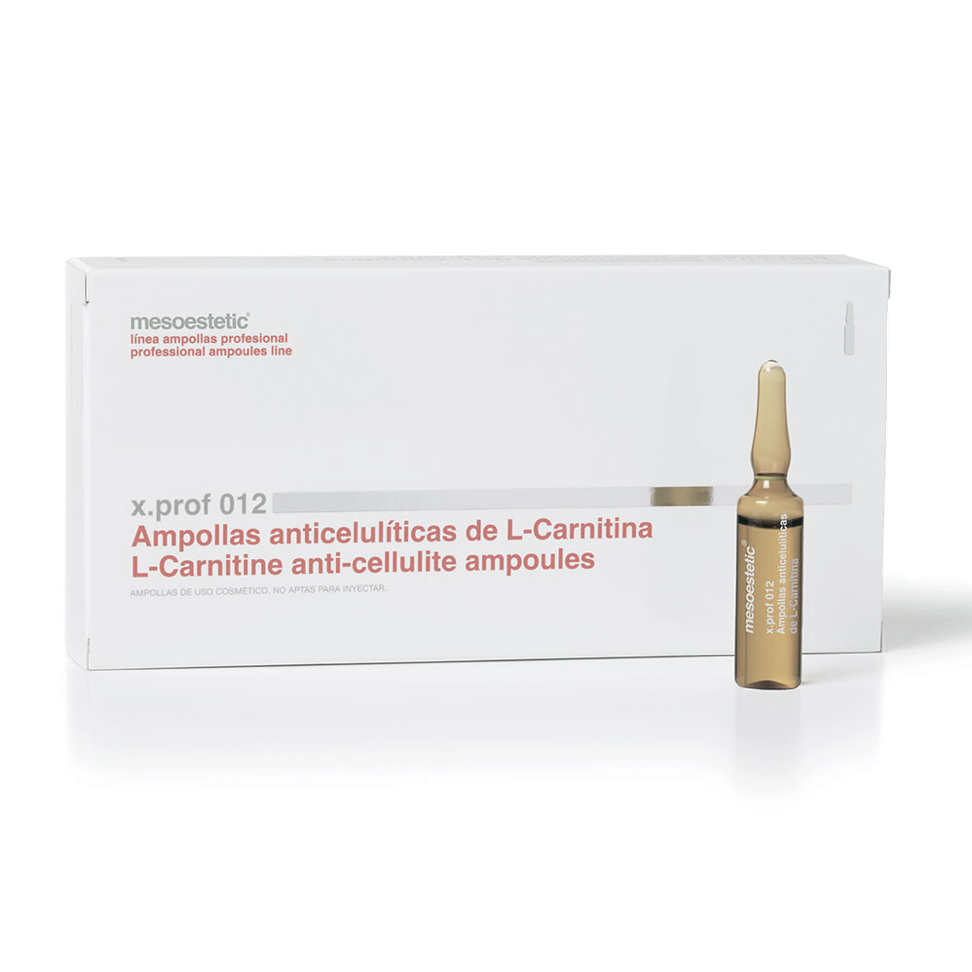 mesoestetic®
línea ampollas profesional
professional ampoules line
x.prof 012
Ampollas anticelulíticas de L-Carnitina
L-Carnitine anti-cellulite ampoules
AMPOLLAS DE USO COSMÉTICO, NO APTAS PARA INYECTAR.
mesoestetic®
x.prof 012
Ampollas anticelulíticas
de L-Carnitina